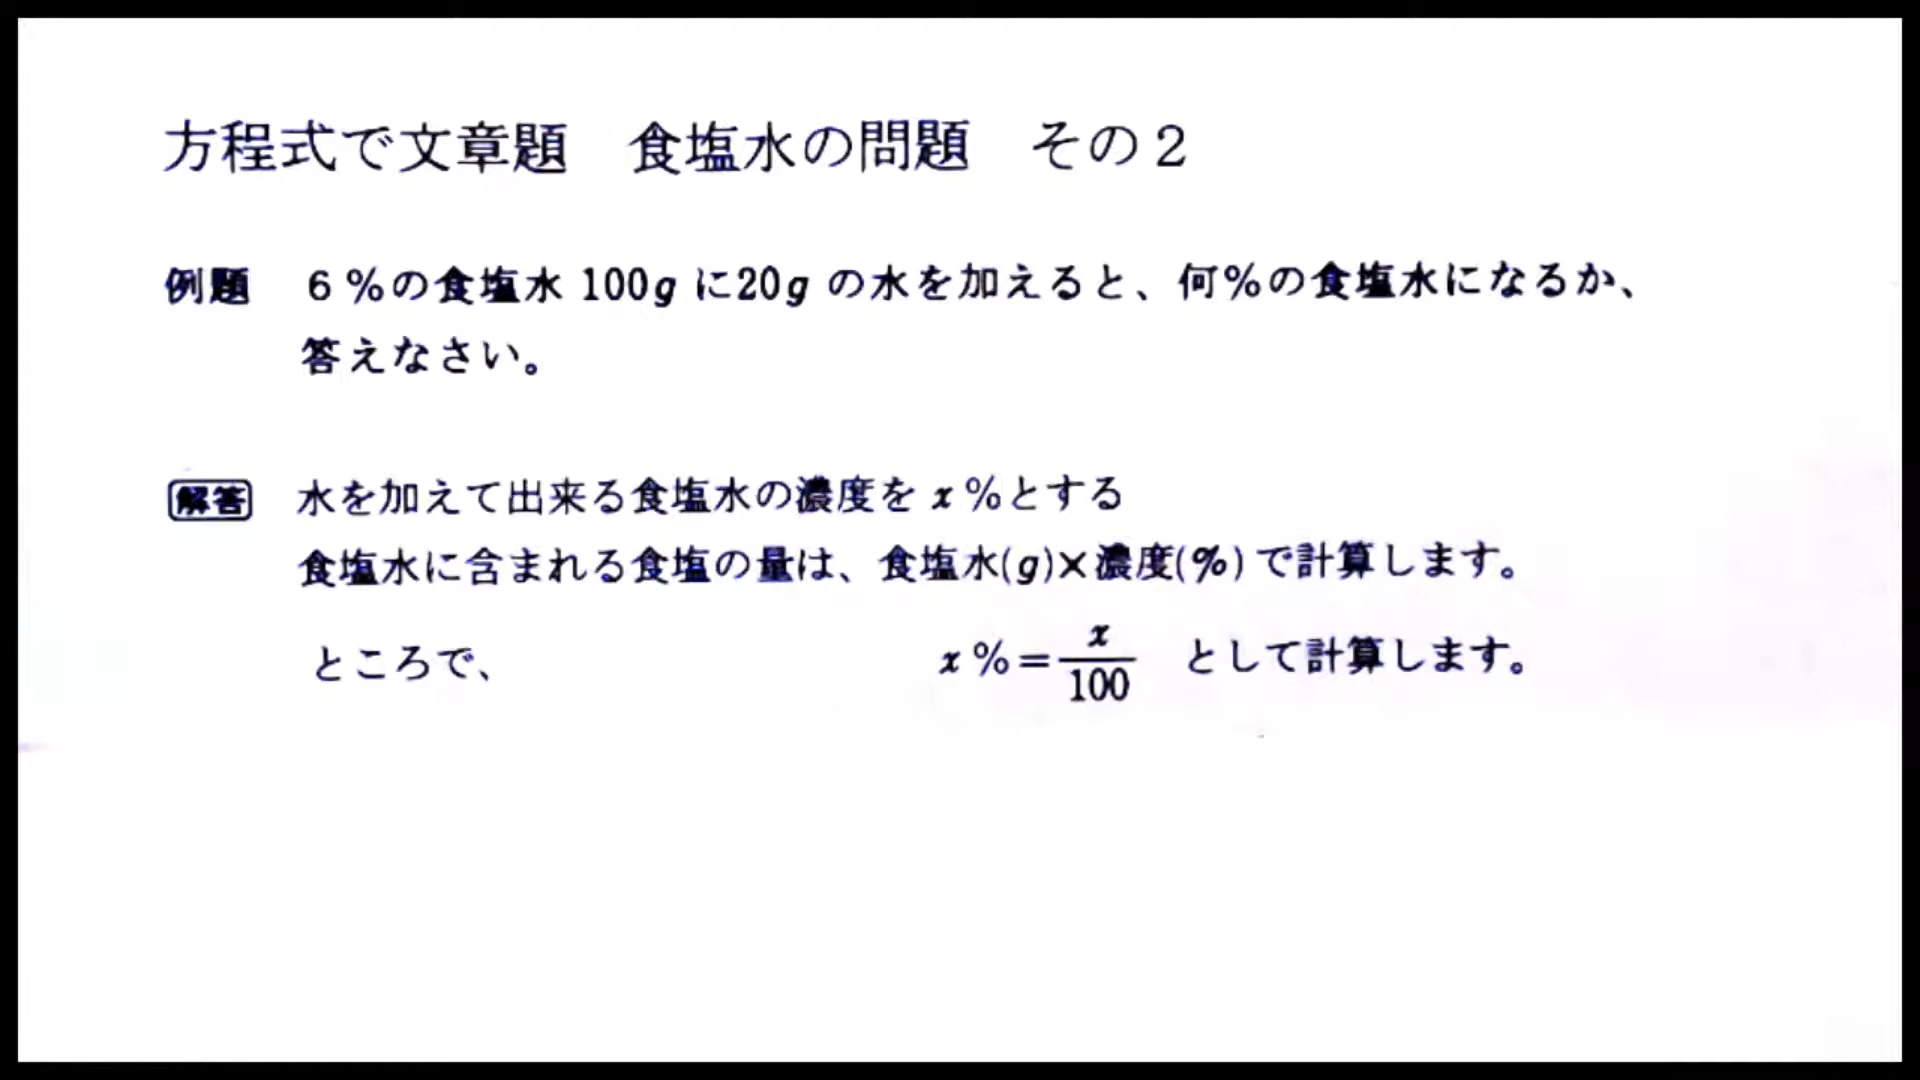 方程式で文章題　食塩水の問題　その２
例題　６％の食塩水 100g に20g の水を加えると、何％の食塩水になるか、
答えなさい。
解答　水を加えて出来る食塩水の濃度を x％とする
食塩水に含まれる食塩の量は、食塩水(g)×濃度(％)で計算します。
ところで、　x％=x/100　として計算します。